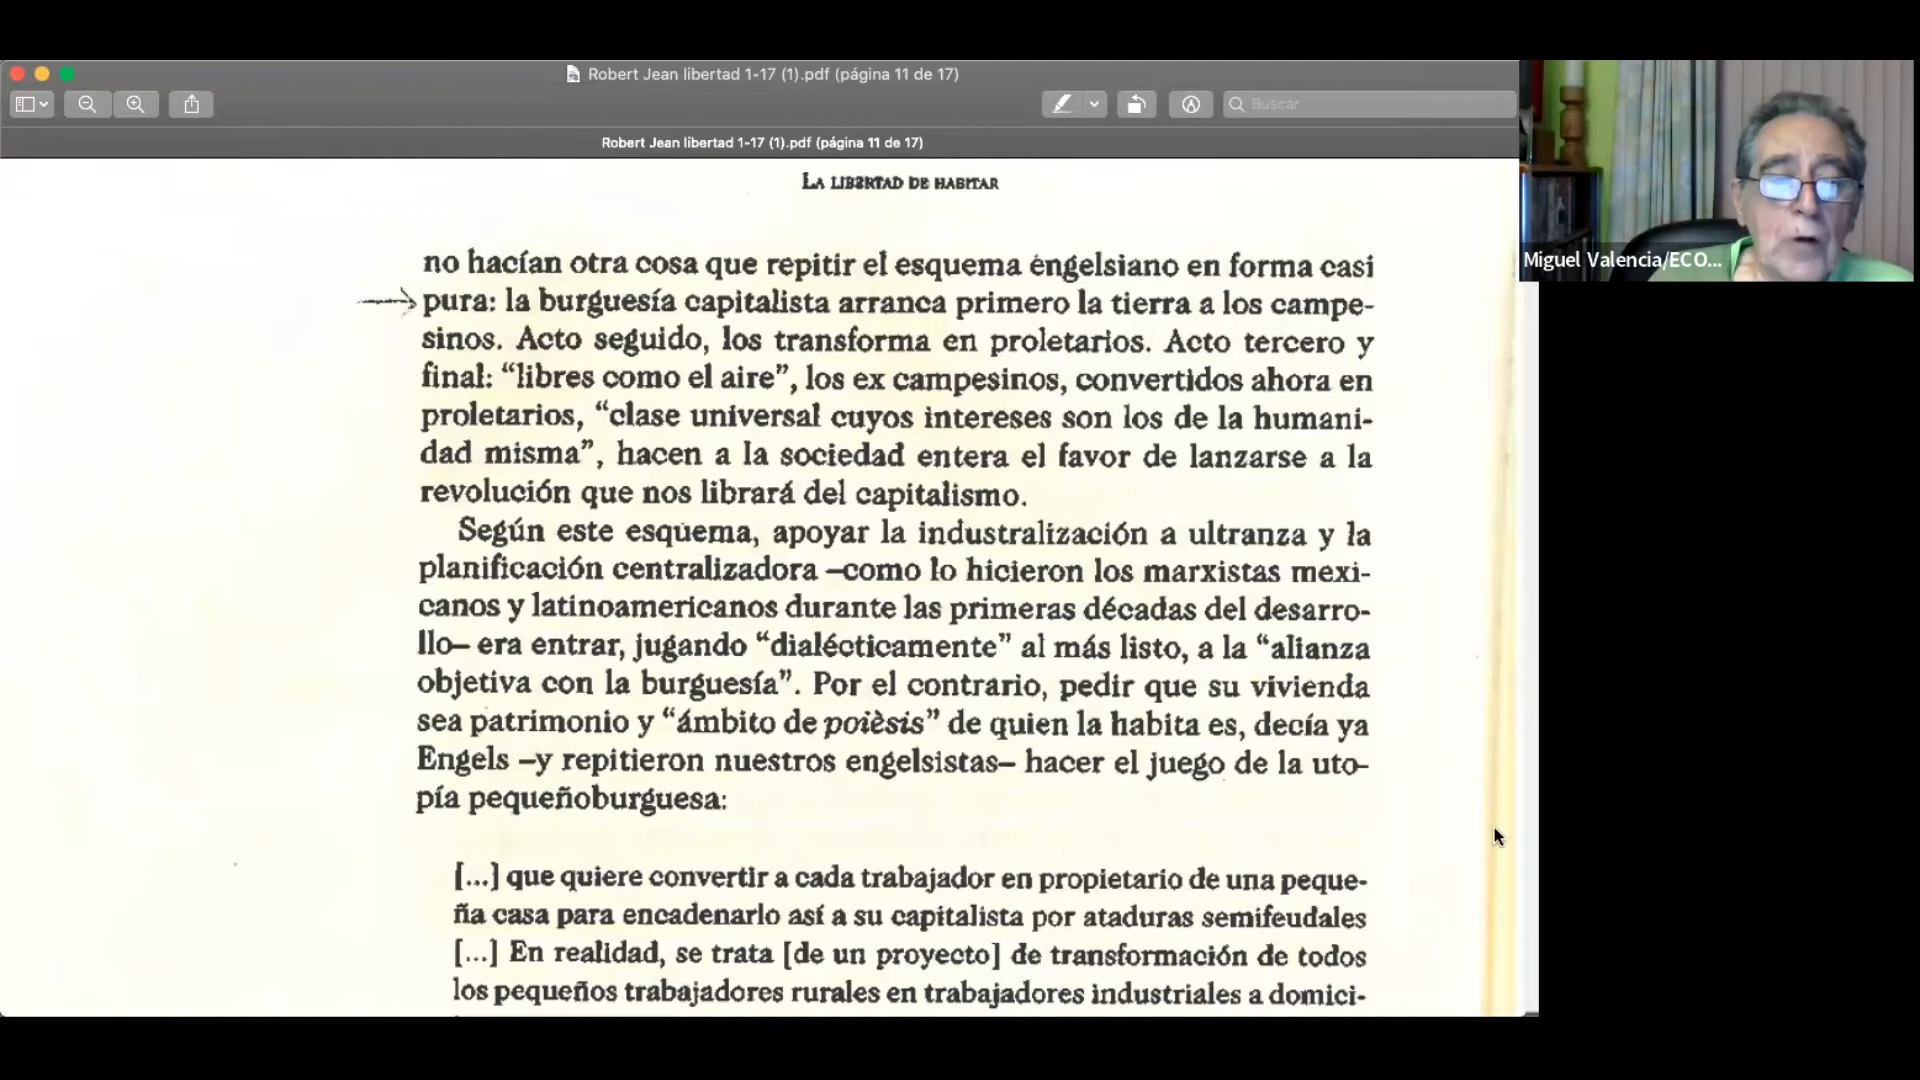 Robert Jean libertad 1-17 (1).pdf (página 11 de 17)
Buscar
Robert Jean libertad 1-17 (1).pdf (página 11 de 17)
LA LIBERTAD DE HABITAR
no hacían otra cosa que repitir el esquema engelsiano en forma casi
pura: la burguesía capitalista arranca primero la tierra a los campe-
sinos. Acto seguido, los transforma en proletarios. Acto tercero y
final: “libres como el aire”, los ex campesinos, convertidos ahora en
proletarios, “clase universal cuyos intereses son los de la humani-
dad misma”, hacen a la sociedad entera el favor de lanzarse a la
revolución que nos librará del capitalismo.
Según este esquema, apoyar la industralización a ultranza y la
planificación centralizadora –como lo hicieron los marxistas mexi-
canos y latinoamericanos durante las primeras décadas del desarro-
llo– era entrar, jugando “dialécticamente” al más listo, a la “alianza
objetiva con la burguesía”. Por el contrario, pedir que su vivienda
sea patrimonio y “ámbito de poièsis” de quien la habita es, decía ya
Engels –y repitieron nuestros engelsistas– hacer el juego de la uto-
pía pequeñoburguesa:
[...] que quiere convertir a cada trabajador en propietario de una peque-
ña casa para encadenarlo así a su capitalista por ataduras semifeudales
[...] En realidad, se trata [de un proyecto] de transformación de todos
los pequeños trabajadores rurales en trabajadores industriales a domici-
Miguel Valencia/ECO...